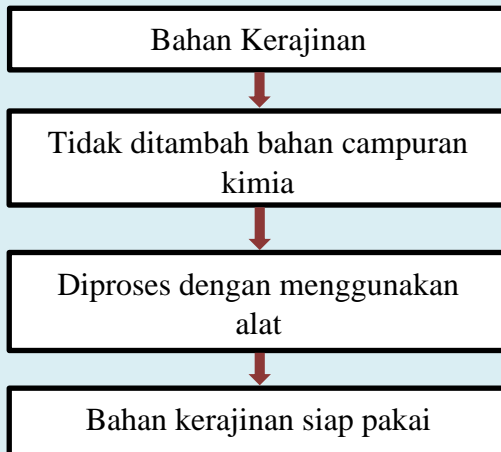 Bahan Kerajinan
Tidak ditambah bahan campuran
kimia
Diproses dengan menggunakan
alat
Bahan kerajinan siap pakai